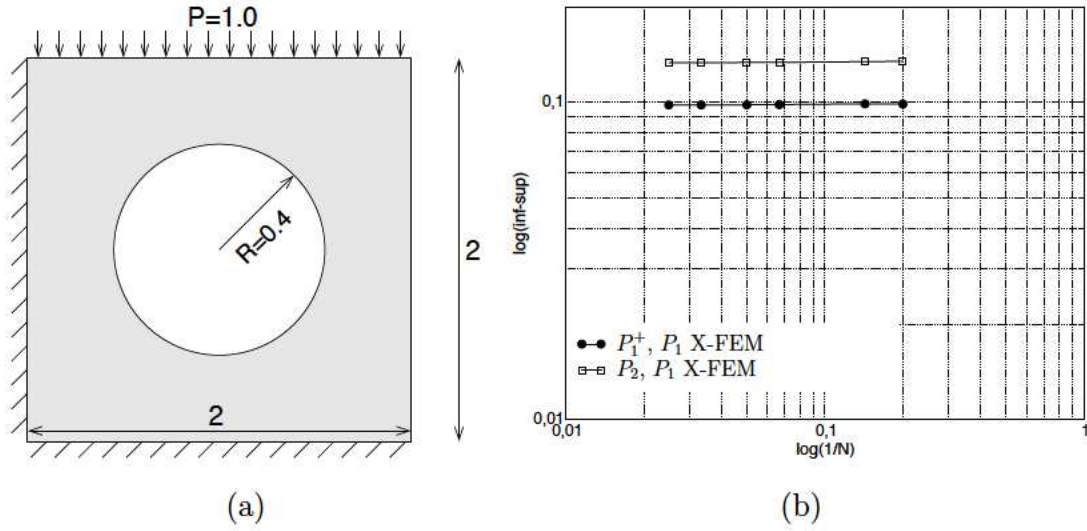 P=1.0
R=0.4
2
2
(a)
log(inf-sup)
0,1
0,01
0,01
0,1
1
log(1/N)
P₁⁺, P₁ X-FEM
P₂, P₁ X-FEM
(b)